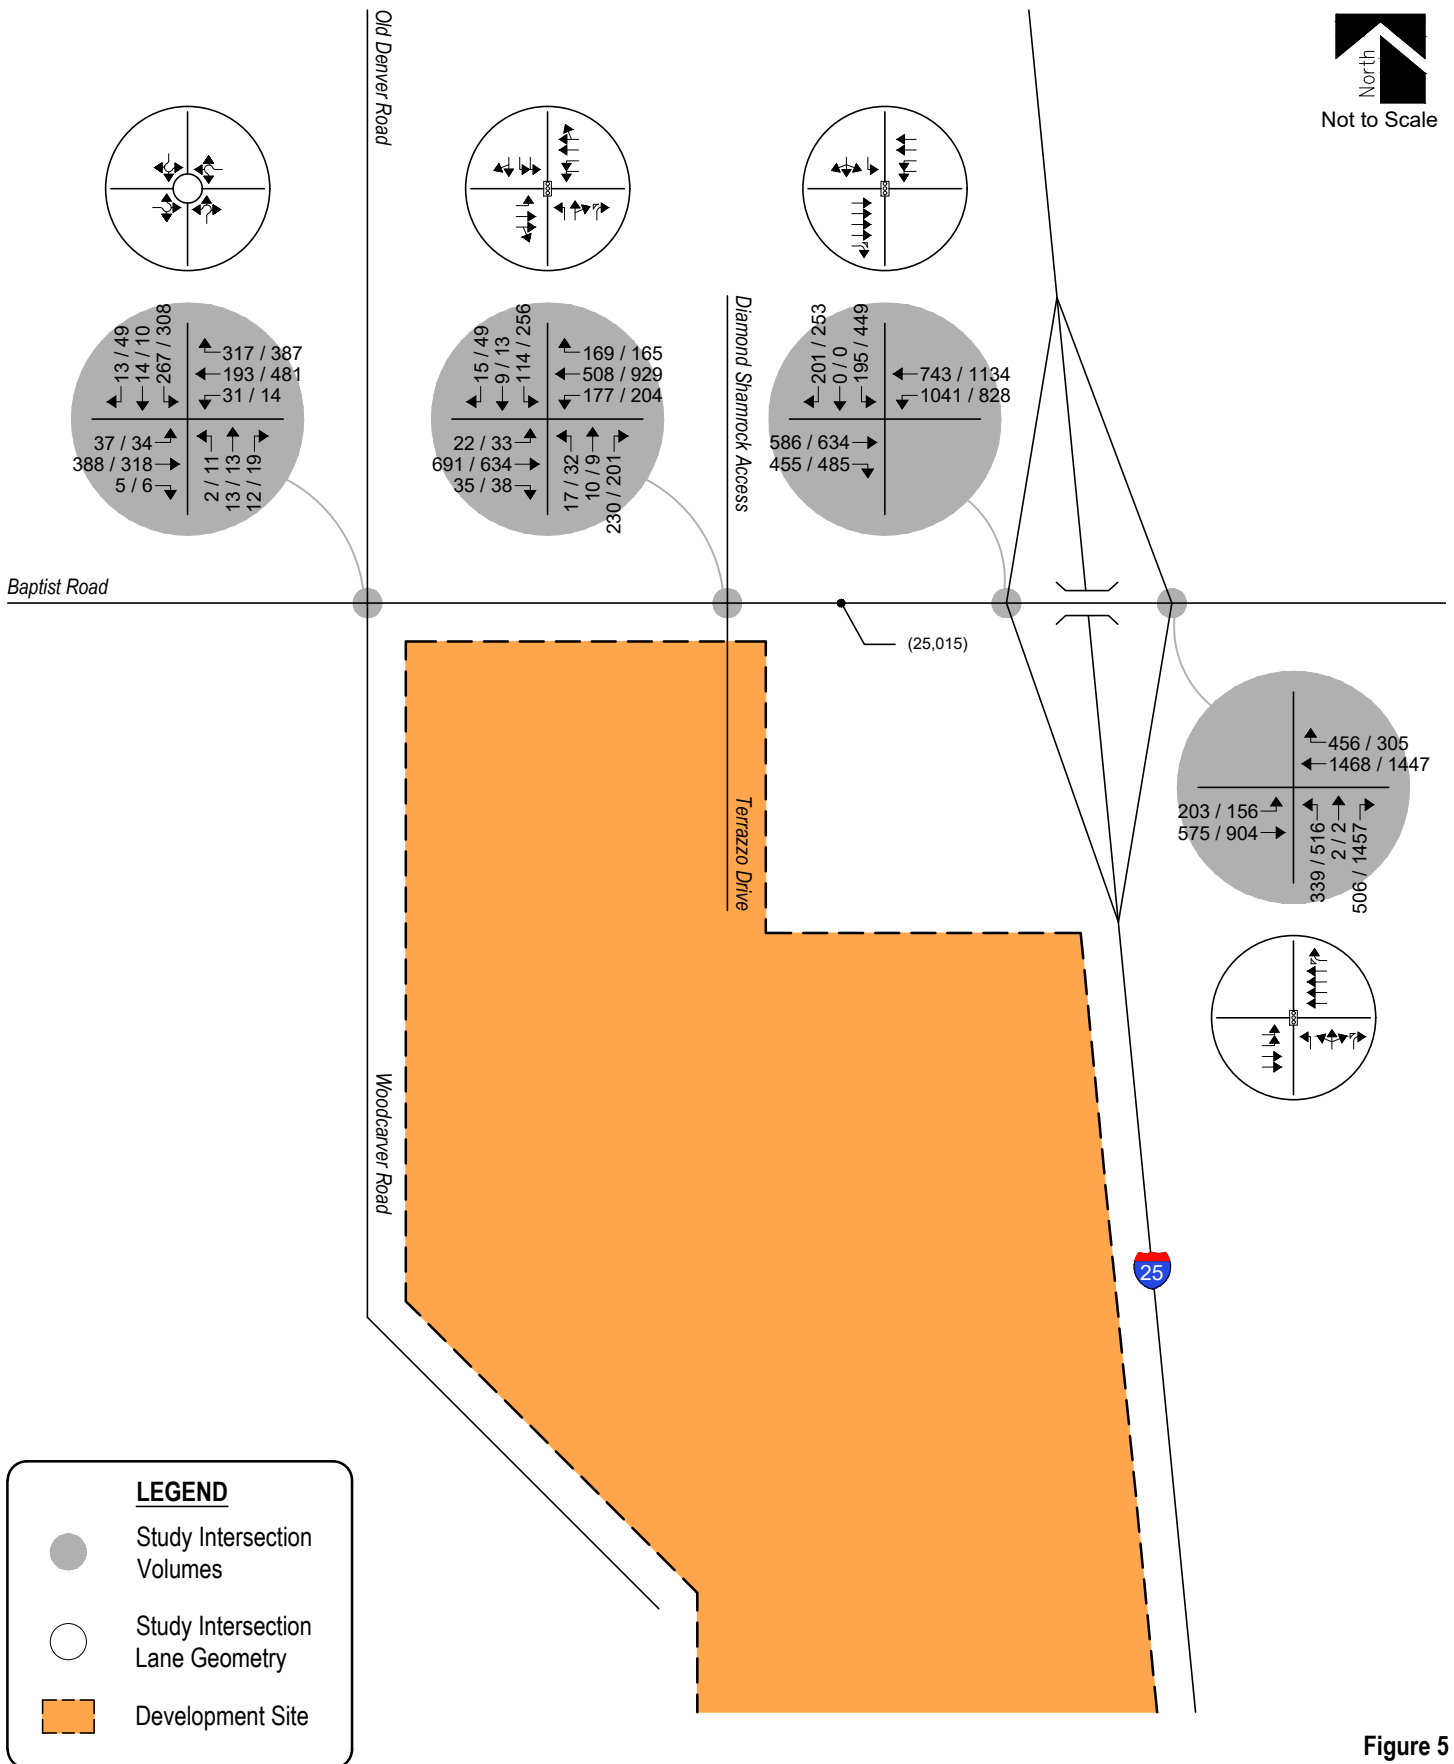 Old Denver Road
North
Not to Scale
13 / 49
14 / 10
267 / 308
317 / 387
193 / 481
31 / 14
37 / 34
388 / 318
5 / 6
2 / 11
13 / 13
12 / 19
15 / 49
9 / 13
114 / 256
169 / 165
508 / 929
177 / 204
22 / 33
691 / 634
35 / 38
17 / 32
10 / 9
230 / 201
Diamond Shamrock Access
201 / 253
0 / 0
195 / 449
743 / 1134
1041 / 828
586 / 634
455 / 485
Baptist Road
(25,015)
456 / 305
1468 / 1447
203 / 156
575 / 904
339 / 516
2 / 2
506 / 1457
Terrazzo Drive
Woodcarver Road
25
LEGEND
Study Intersection
Volumes
Study Intersection
Lane Geometry
Development Site
Figure 5